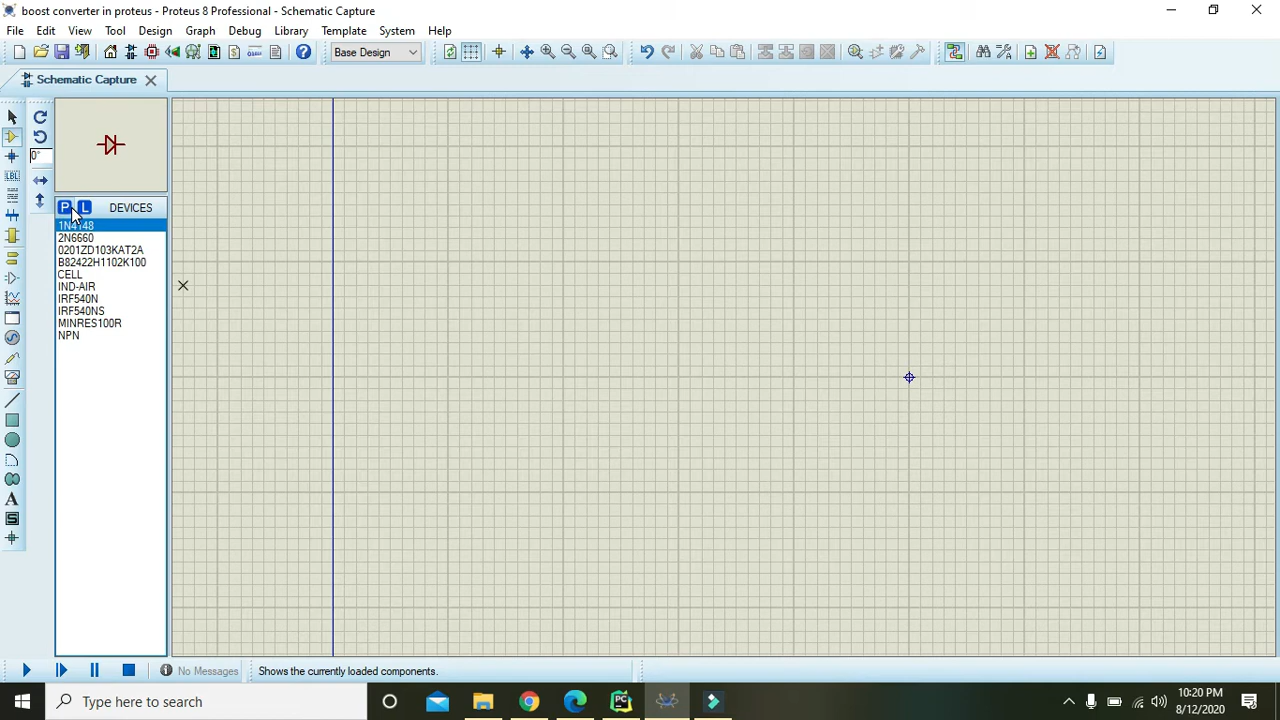 boost converter in proteus - Proteus 8 Professional - Schematic Capture
File Edit View Tool Design Graph Debug Library Template System Help
Base Design
Schematic Capture
0°
LBL
P L DEVICES
1N4148
2N6660
0201ZD103KAT2A
B82422H1102K100
CELL
IND-AIR
IRF540N
IRF540NS
MINRES100R
NPN
A
S
No Messages
Shows the currently loaded components.
Type here to search
10:20 PM
8/12/2020